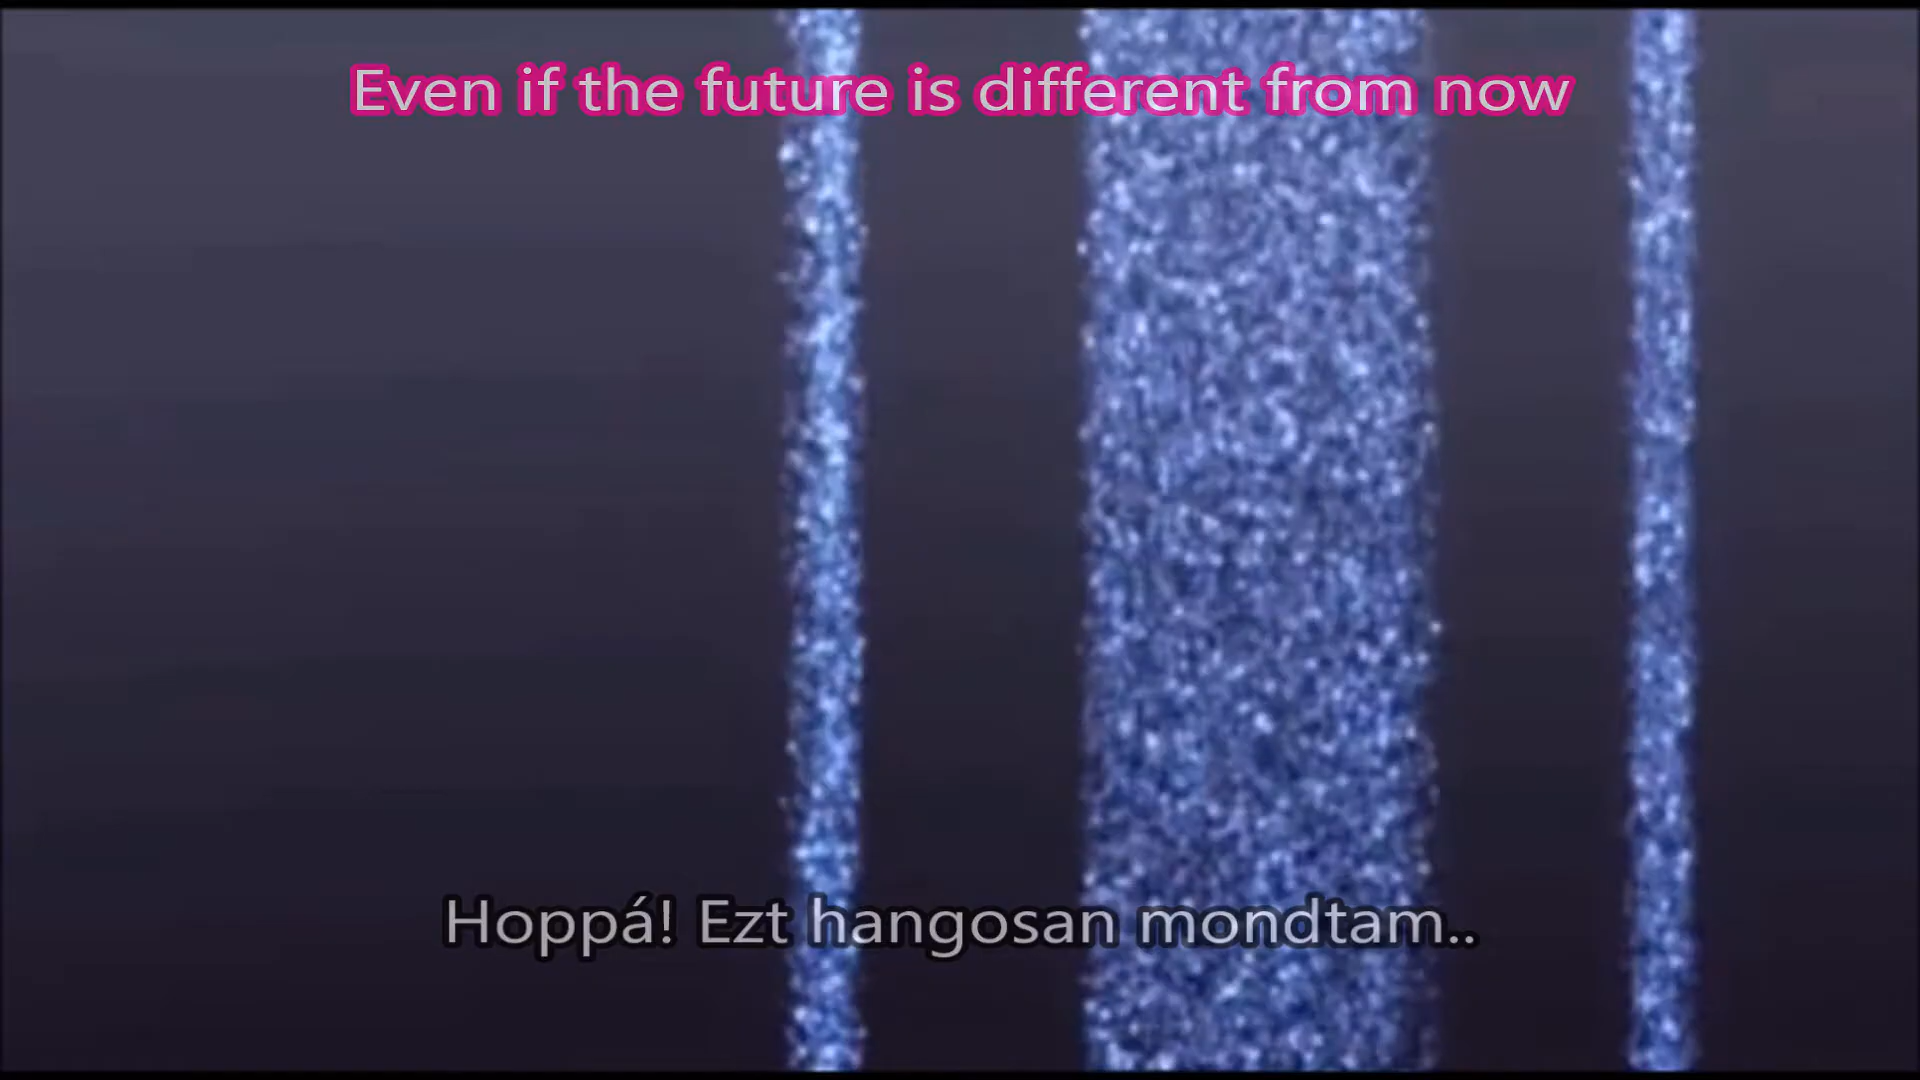 Even if the future is different from now
Hoppá! Ezt hangosan mondtam..